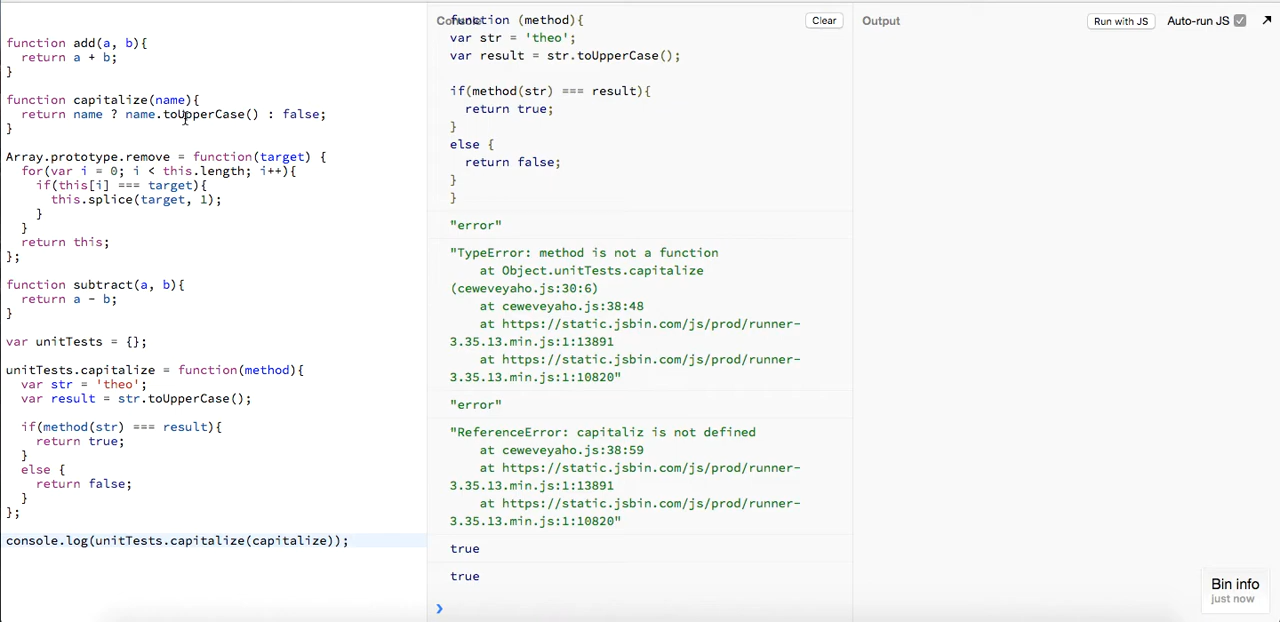 function add(a, b){
  return a + b;
}
function capitalize(name){
  return name ? name.toUpperCase() : false;
}
Array.prototype.remove = function(target) {
  for(var i = 0; i < this.length; i++){
    if(this[i] === target){
      this.splice(target, 1);
    }
  }
  return this;
};
function subtract(a, b){
  return a - b;
}
var unitTests = {};
unitTests.capitalize = function(method){
  var str = 'theo';
  var result = str.toUpperCase();
  if(method(str) === result){
    return true;
  }
  else {
    return false;
  }
};
console.log(unitTests.capitalize(capitalize));
Console
Clear
function (method){
var str = 'theo';
var result = str.toUpperCase();
if(method(str) === result){
  return true;
}
else {
  return false;
}
}
"error"
"TypeError: method is not a function
    at Object.unitTests.capitalize
(ceweveyaho.js:30:6)
    at ceweveyaho.js:38:48
    at https://static.jsbin.com/js/prod/runner-
3.35.13.min.js:1:13891
    at https://static.jsbin.com/js/prod/runner-
3.35.13.min.js:1:10820"
"error"
"ReferenceError: capitaliz is not defined
    at ceweveyaho.js:38:59
    at https://static.jsbin.com/js/prod/runner-
3.35.13.min.js:1:13891
    at https://static.jsbin.com/js/prod/runner-
3.35.13.min.js:1:10820"
true
true
Output
Run with JS
Auto-run JS
Bin info
just now